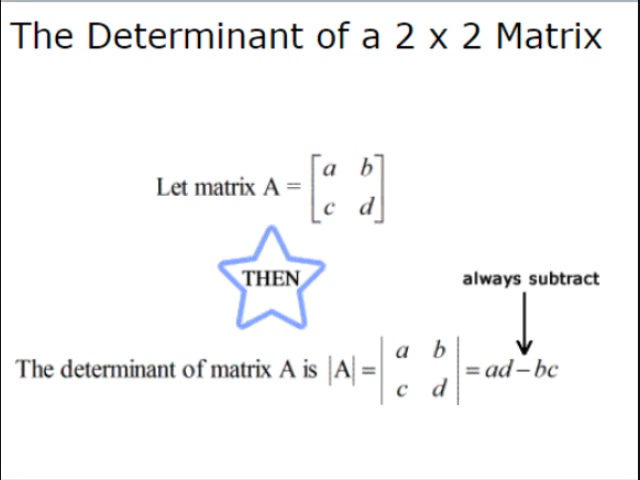 The Determinant of a 2 x 2 Matrix
Let matrix A = [a b
c d]
THEN
always subtract
The determinant of matrix A is |A| = |a b
c d| = ad – bc